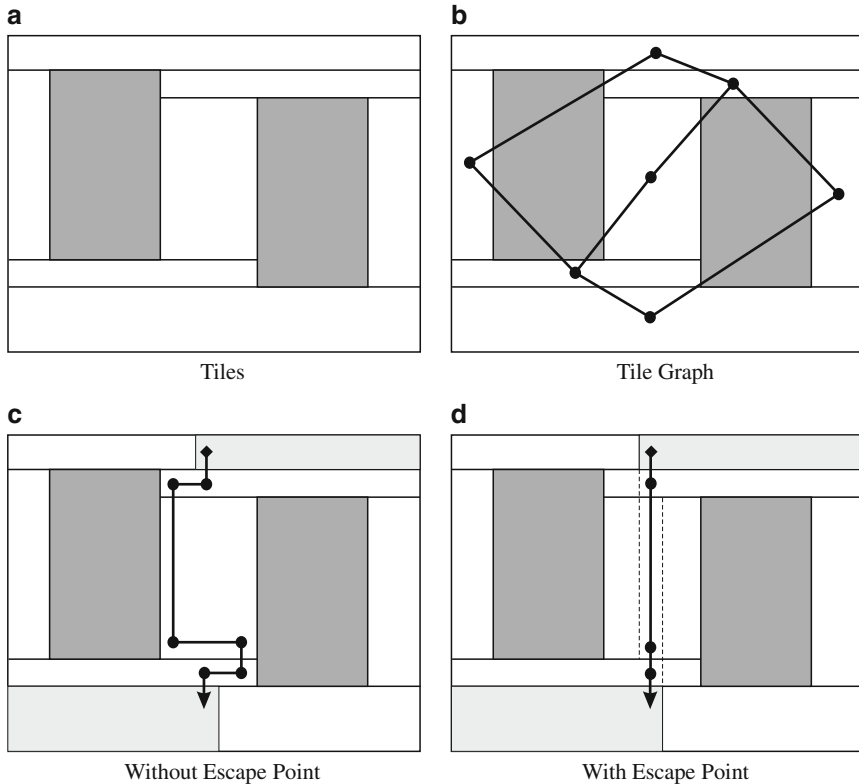 a
b
Tiles
Tile Graph
c
d
Without Escape Point
With Escape Point